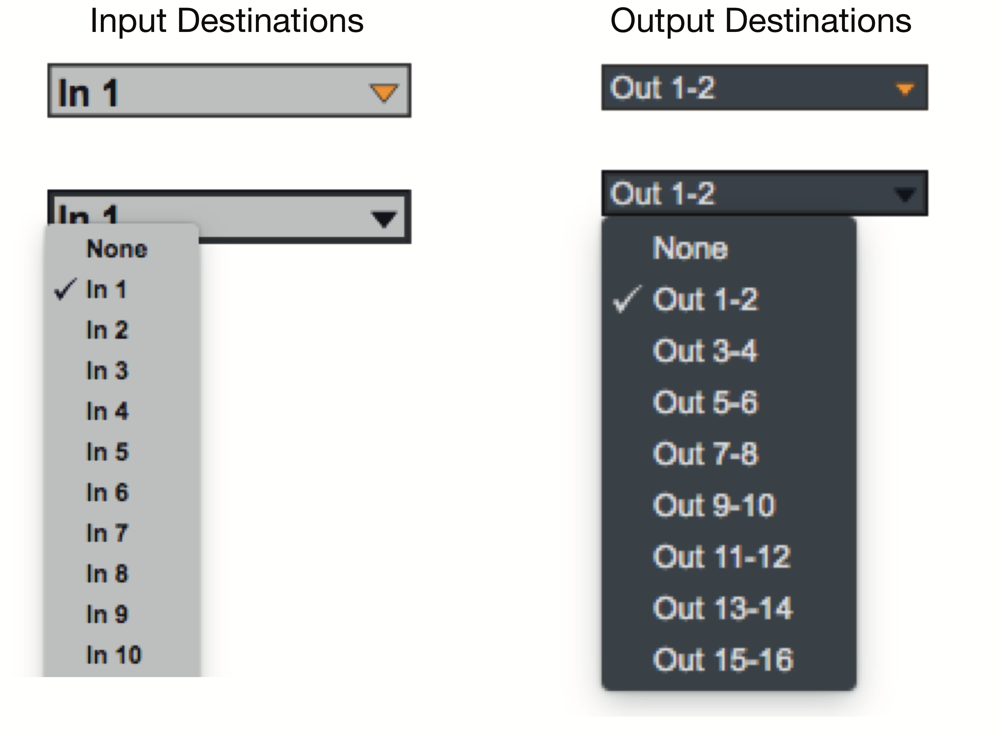 Input Destinations
In 1
In 1
None
✓ In 1
In 2
In 3
In 4
In 5
In 6
In 7
In 8
In 9
In 10
Output Destinations
Out 1-2
Out 1-2
None
✓ Out 1-2
Out 3-4
Out 5-6
Out 7-8
Out 9-10
Out 11-12
Out 13-14
Out 15-16